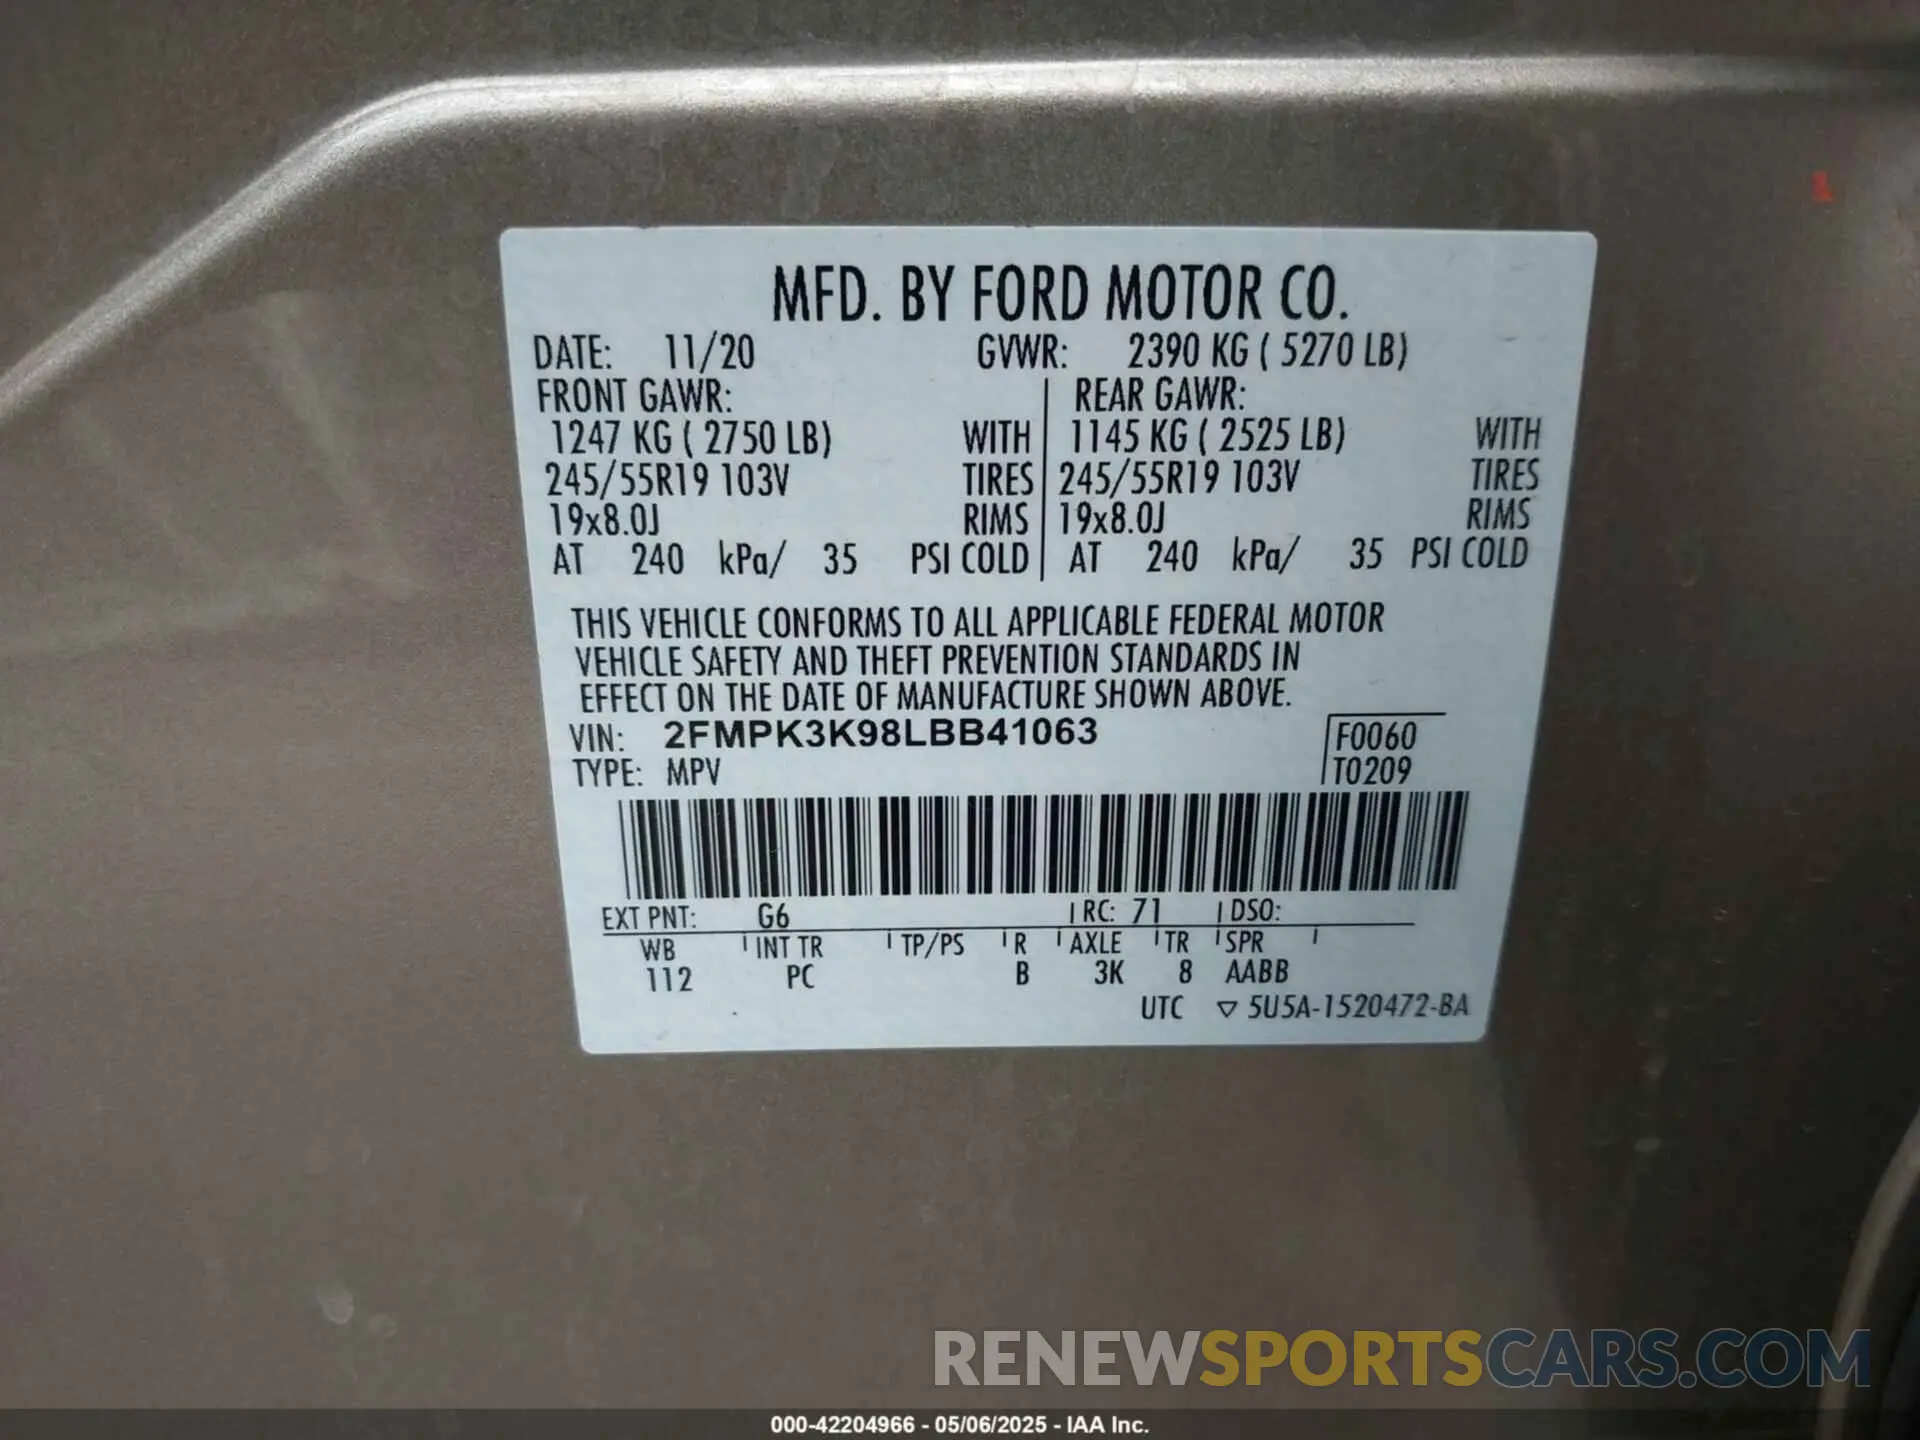 MFD. BY FORD MOTOR CO.
DATE: 11/20 GVWR: 2390 KG ( 5270 LB)
FRONT GAWR: REAR GAWR:
1247 KG ( 2750 LB) WITH 1145 KG ( 2525 LB) WITH
245/55R19 103V TIRES 245/55R19 103V TIRES
19x8.0J RIMS 19x8.0J RIMS
AT 240 kPa/ 35 PSI COLD AT 240 kPa/ 35 PSI COLD
THIS VEHICLE CONFORMS TO ALL APPLICABLE FEDERAL MOTOR
VEHICLE SAFETY AND THEFT PREVENTION STANDARDS IN
EFFECT ON THE DATE OF MANUFACTURE SHOWN ABOVE.
VIN: 2FMPK3K98LBB41063 F0060
TYPE: MPV T0209
EXT PNT: G6 RC: 71 DSO:
WB INT TR TP/PS R AXLE TR SPR
112 PC B 3K 8 AABB
UTC ▽ 5U5A-1520472-BA
RENEWSPORTSCARS.COM
000-42204966 - 05/06/2025 - IAA Inc.